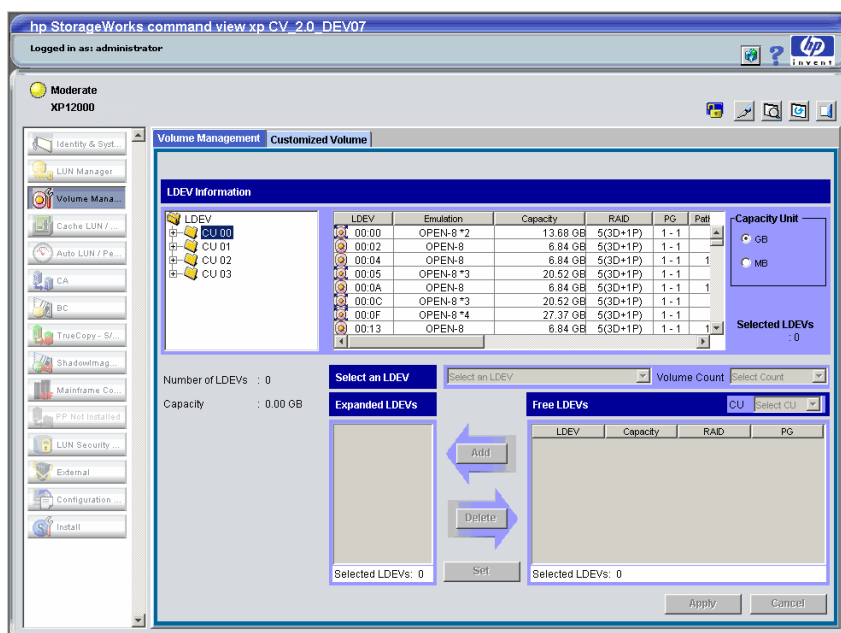 hp StorageWorks command view xp CV_2.0_DEV07
Logged in as: administrator
hp
invent
Moderate
XP12000
Identity & Syst...
LUN Manager
Volume Mana...
Cache LUN / ...
Auto LUN / Pe...
CA
BC
TrueCopy - S/...
ShadowImag...
Mainframe Co...
PP Not Installed
LUN Security ...
External
Configuration ...
Install
Volume Management Customized Volume
LDEV Information
LDEV
CU 00
CU 01
CU 02
CU 03
LDEV Emulation Capacity RAID PG Path
00:00 OPEN-8 *2 13.68 GB 5(3D+1P) 1 - 1
00:02 OPEN-8 6.84 GB 5(3D+1P) 1 - 1
00:04 OPEN-8 6.84 GB 5(3D+1P) 1 - 1 1
00:05 OPEN-8 *3 20.52 GB 5(3D+1P) 1 - 1
00:0A OPEN-8 6.84 GB 5(3D+1P) 1 - 1 1
00:0C OPEN-8 *3 20.52 GB 5(3D+1P) 1 - 1
00:0F OPEN-8 *4 27.37 GB 5(3D+1P) 1 - 1
00:13 OPEN-8 6.84 GB 5(3D+1P) 1 - 1 1
Capacity Unit
GB
MB
Selected LDEVs
: 0
Number of LDEVs : 0
Capacity : 0.00 GB
Select an LDEV Select an LDEV Volume Count Select Count
Expanded LDEVs
Selected LDEVs: 0
Add
Delete
Set
Free LDEVs CU Select CU
LDEV Capacity RAID PG
Selected LDEVs: 0
Apply Cancel